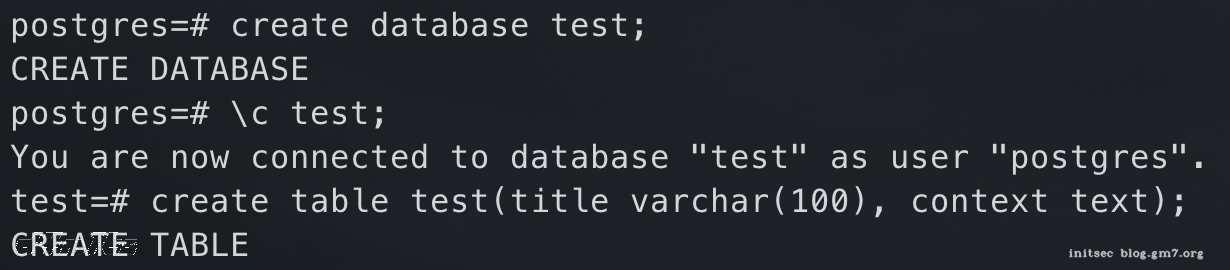 postgres=# create database test;
CREATE DATABASE
postgres=# \c test;
You are now connected to database "test" as user "postgres".
test=# create table test(title varchar(100), context text);
CREATE TABLE
initsec blog.gm7.org